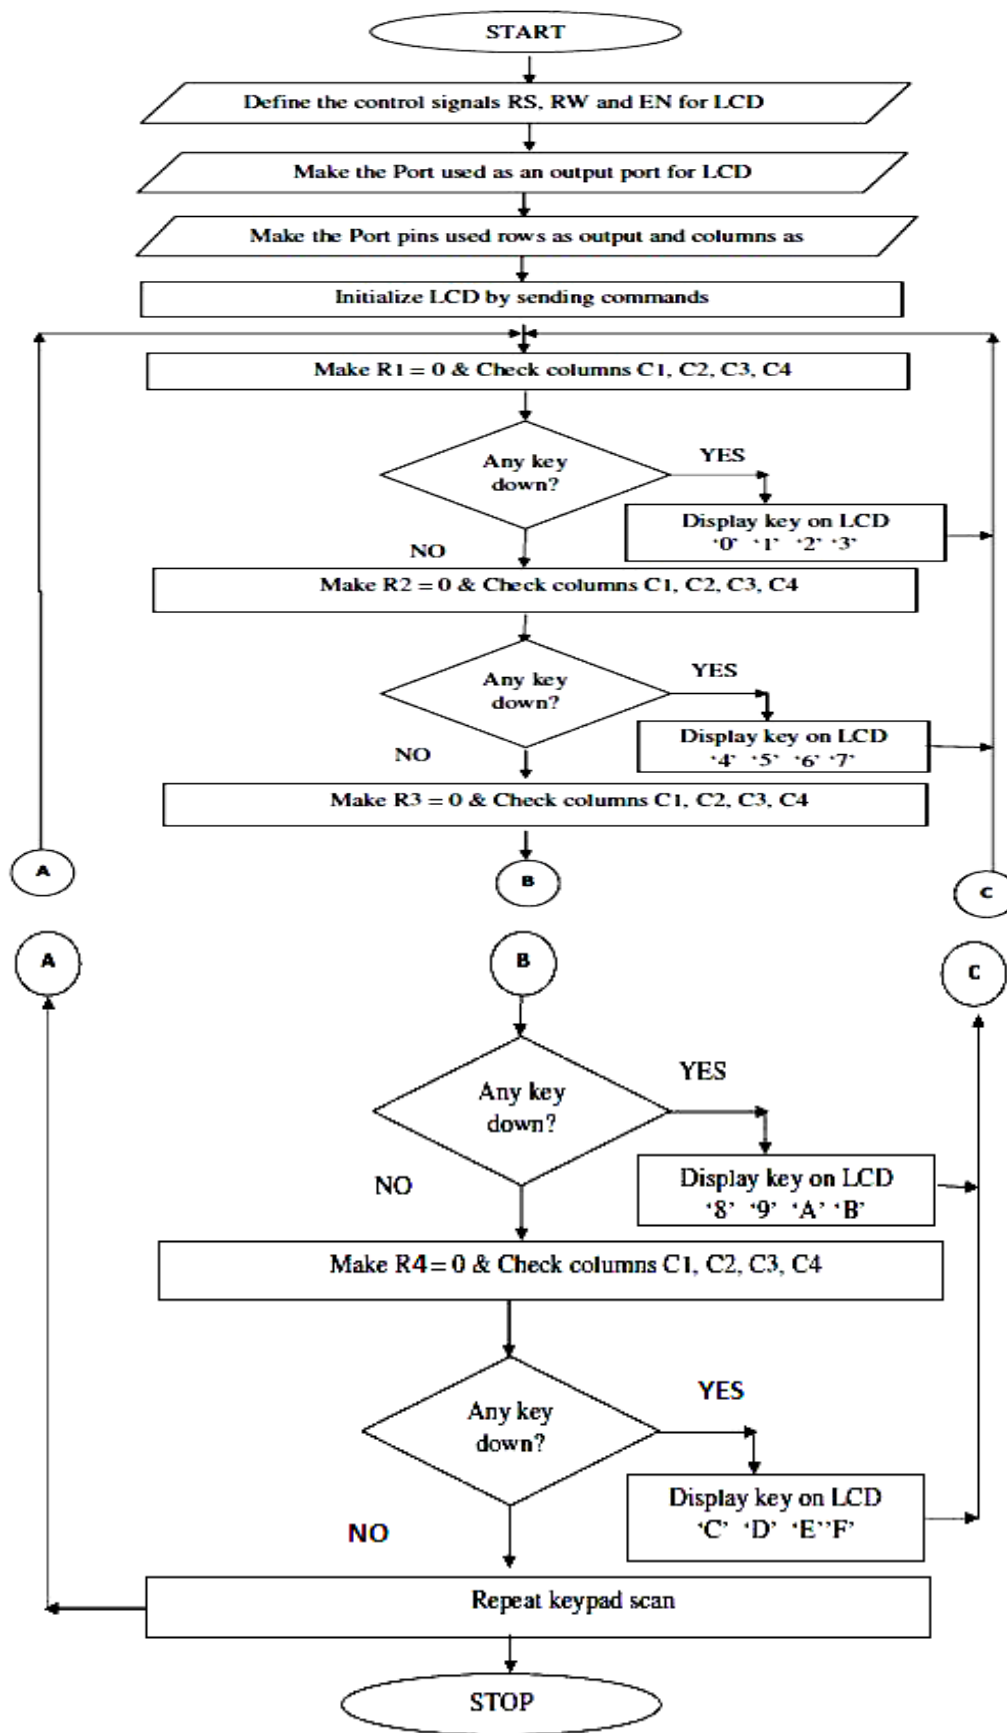 START
Define the control signals RS, RW and EN for LCD
Make the Port used as an output port for LCD
Make the Port pins used rows as output and columns as
Initialize LCD by sending commands
Make R1 = 0 & Check columns C1, C2, C3, C4
Any key
down?
YES
Display key on LCD
‘0’ ‘1’ ‘2’ ‘3’
NO
Make R2 = 0 & Check columns C1, C2, C3, C4
Any key
down?
YES
Display key on LCD
‘4’ ‘5’ ‘6’ ‘7’
NO
Make R3 = 0 & Check columns C1, C2, C3, C4
A
B
C
A
B
C
Any key
down?
YES
Display key on LCD
‘8’ ‘9’ ‘A’ ‘B’
NO
Make R4 = 0 & Check columns C1, C2, C3, C4
Any key
down?
YES
Display key on LCD
‘C’ ‘D’ ‘E’’F’
NO
Repeat keypad scan
STOP